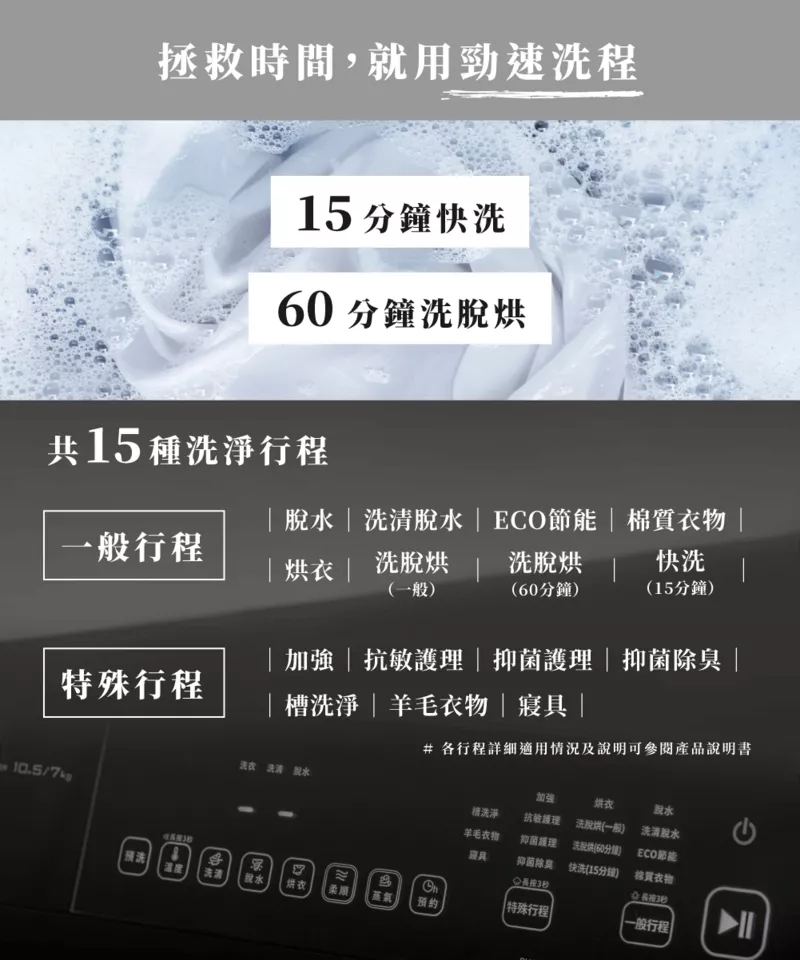 拯救時間，就用勁速洗程
15 分鐘快洗
60 分鐘洗脫烘
共15種洗淨行程
一般行程
｜脫水｜洗清脫水｜ECO節能｜棉質衣物｜
｜烘衣｜洗脫烘（一般）｜洗脫烘（60分鐘）｜快洗（15分鐘）｜
特殊行程
｜加強｜抗敏護理｜抑菌護理｜抑菌除臭｜
｜槽洗淨｜羊毛衣物｜寢具｜
# 各行程詳細適用情況及說明可參閱產品說明書
10.5/7kg
洗衣 洗清 脫水
長按3秒
預洗 溫度 洗清 脫水 烘衣 柔順 蒸氣 預約
槽洗淨 加強 烘衣 脫水
羊毛衣物 抗敏護理 洗脫烘(一般) 洗清脫水
寢具 抑菌護理 洗脫烘(60分鐘) ECO節能
抑菌除臭 快洗(15分鐘) 棉質衣物
長按3秒 長按3秒
特殊行程 一般行程